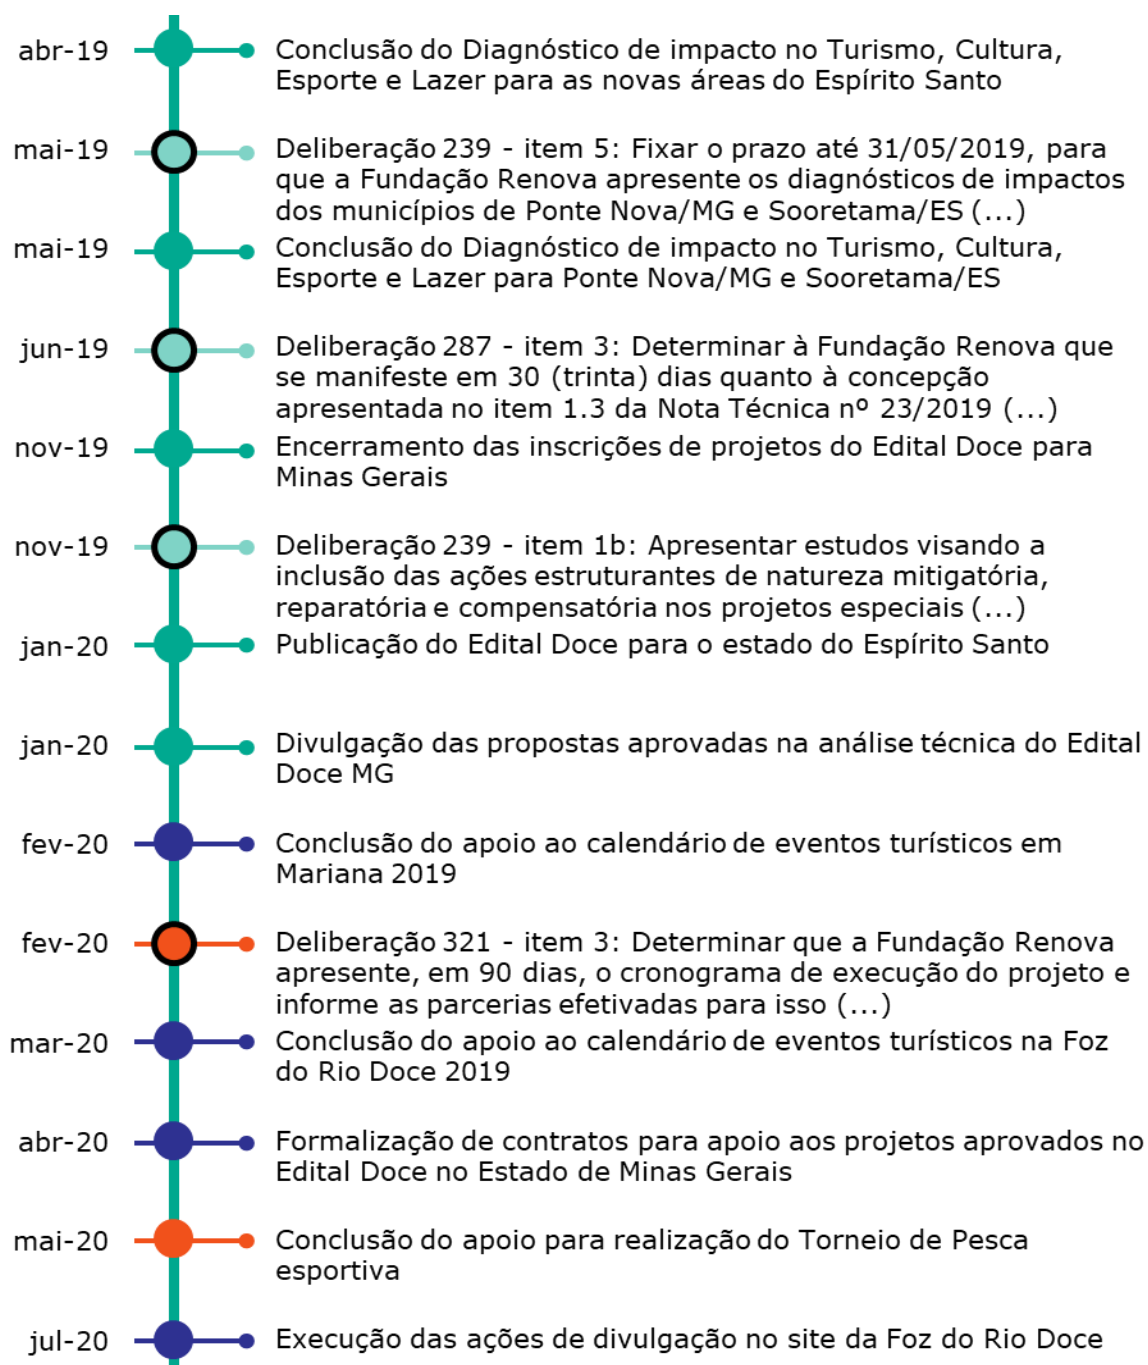 abr-19
Conclusão do Diagnóstico de impacto no Turismo, Cultura,
Esporte e Lazer para as novas áreas do Espírito Santo
mai-19
Deliberação 239 - item 5: Fixar o prazo até 31/05/2019, para
que a Fundação Renova apresente os diagnósticos de impactos
dos municípios de Ponte Nova/MG e Sooretama/ES (...)
mai-19
Conclusão do Diagnóstico de impacto no Turismo, Cultura,
Esporte e Lazer para Ponte Nova/MG e Sooretama/ES
jun-19
Deliberação 287 - item 3: Determinar à Fundação Renova que
se manifeste em 30 (trinta) dias quanto à concepção
apresentada no item 1.3 da Nota Técnica nº 23/2019 (...)
nov-19
Encerramento das inscrições de projetos do Edital Doce para
Minas Gerais
nov-19
Deliberação 239 - item 1b: Apresentar estudos visando a
inclusão das ações estruturantes de natureza mitigatória,
reparatória e compensatória nos projetos especiais (...)
jan-20
Publicação do Edital Doce para o estado do Espírito Santo
jan-20
Divulgação das propostas aprovadas na análise técnica do Edital
Doce MG
fev-20
Conclusão do apoio ao calendário de eventos turísticos em
Mariana 2019
fev-20
Deliberação 321 - item 3: Determinar que a Fundação Renova
apresente, em 90 dias, o cronograma de execução do projeto e
informe as parcerias efetivadas para isso (...)
mar-20
Conclusão do apoio ao calendário de eventos turísticos na Foz
do Rio Doce 2019
abr-20
Formalização de contratos para apoio aos projetos aprovados no
Edital Doce no Estado de Minas Gerais
mai-20
Conclusão do apoio para realização do Torneio de Pesca
esportiva
jul-20
Execução das ações de divulgação no site da Foz do Rio Doce